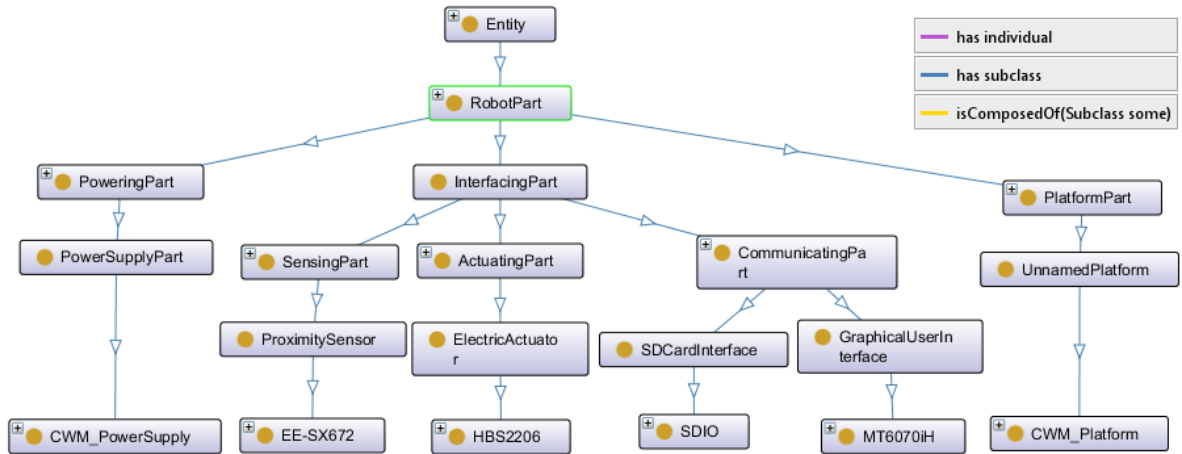 Entity
has individual
has subclass
isComposedOf(Subclass some)
RobotPart
PoweringPart
InterfacingPart
PlatformPart
PowerSupplyPart
SensingPart
ActuatingPart
CommunicatingPa
rt
UnnamedPlatform
ProximitySensor
ElectricActuato
r
SDCardInterface
GraphicalUserIn
terface
CWM_PowerSupply
EE-SX672
HBS2206
SDIO
MT6070iH
CWM_Platform